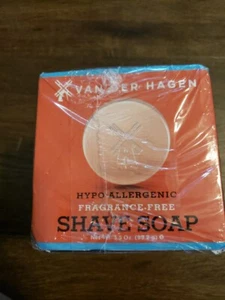 VAN DER HAGEN
HYPO-ALLERGENIC
FRAGRANCE-FREE
SHAVE SOAP